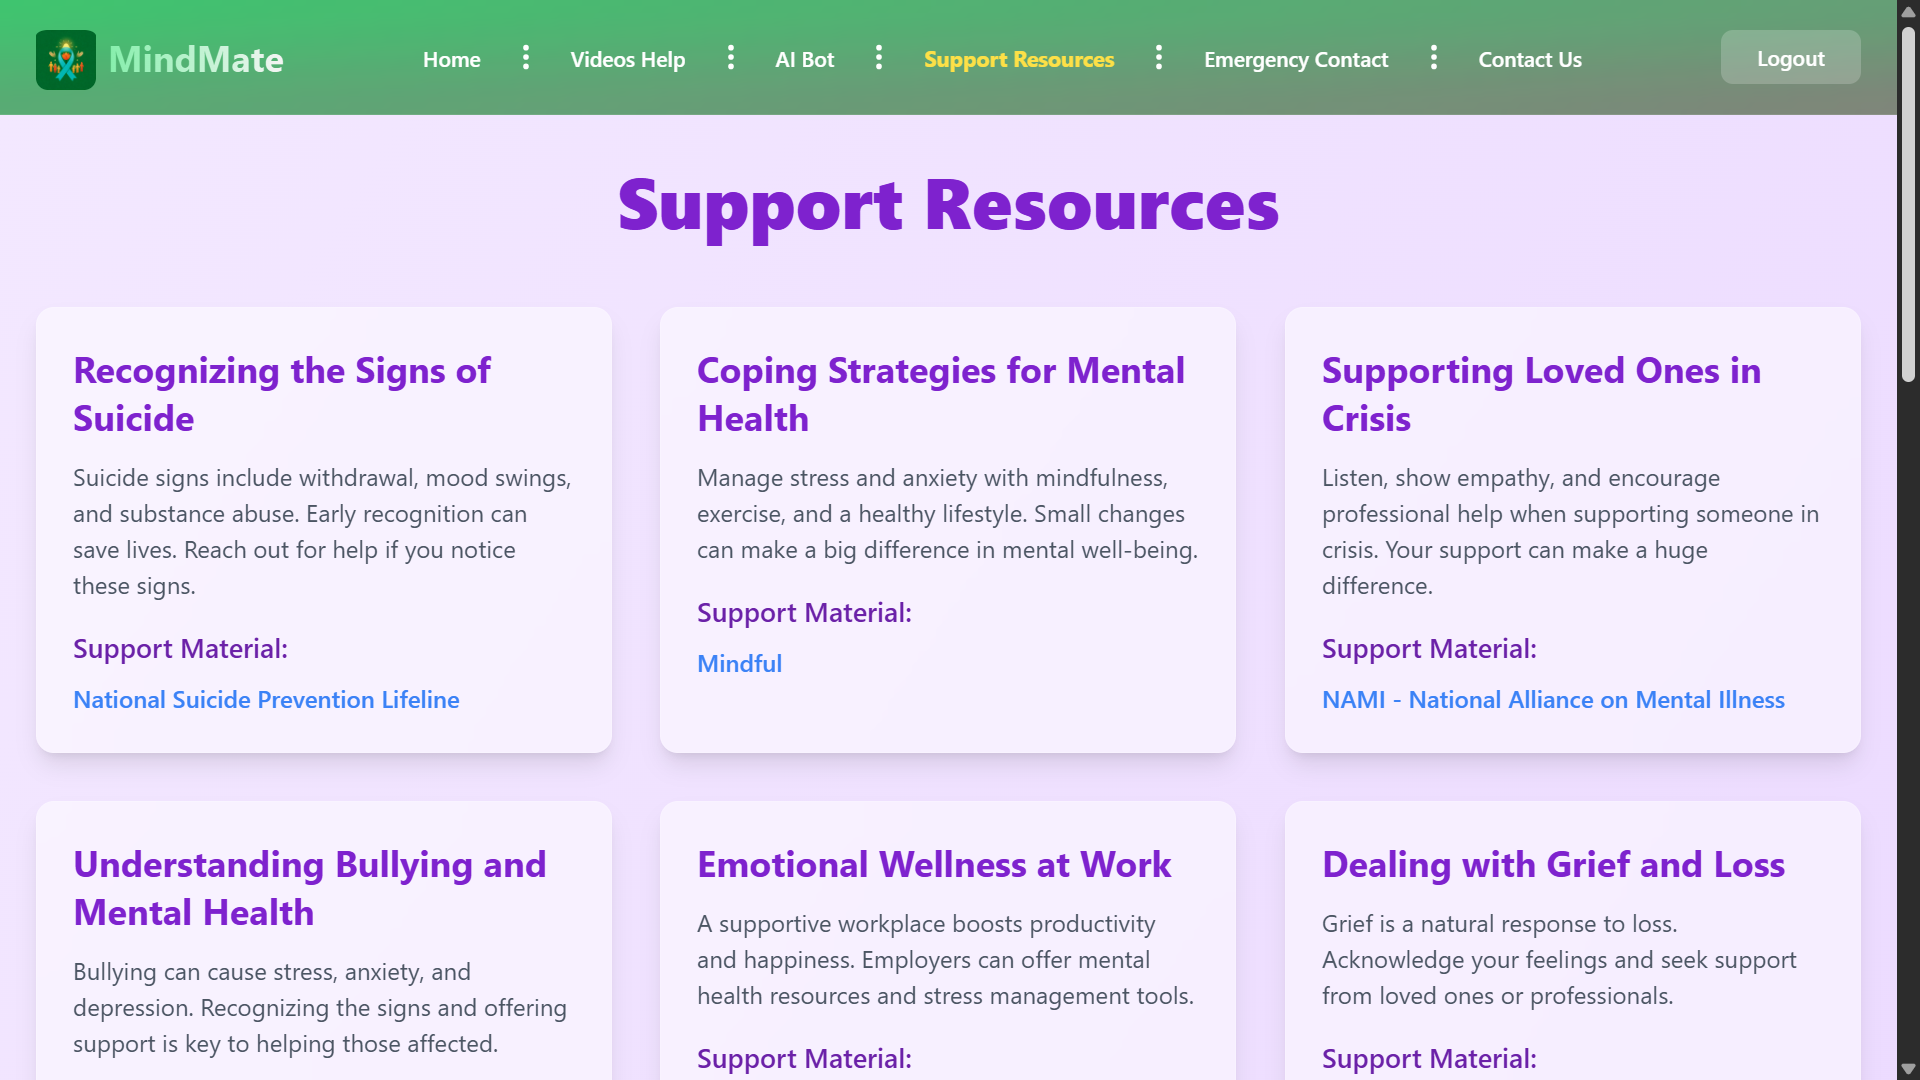 MindMate
Home
Videos Help
AI Bot
Support Resources
Emergency Contact
Contact Us
Logout
Support Resources
Recognizing the Signs of
Suicide
Suicide signs include withdrawal, mood swings,
and substance abuse. Early recognition can
save lives. Reach out for help if you notice
these signs.
Support Material:
National Suicide Prevention Lifeline
Coping Strategies for Mental
Health
Manage stress and anxiety with mindfulness,
exercise, and a healthy lifestyle. Small changes
can make a big difference in mental well-being.
Support Material:
Mindful
Supporting Loved Ones in
Crisis
Listen, show empathy, and encourage
professional help when supporting someone in
crisis. Your support can make a huge
difference.
Support Material:
NAMI - National Alliance on Mental Illness
Understanding Bullying and
Mental Health
Bullying can cause stress, anxiety, and
depression. Recognizing the signs and offering
support is key to helping those affected.
Emotional Wellness at Work
A supportive workplace boosts productivity
and happiness. Employers can offer mental
health resources and stress management tools.
Support Material:
Dealing with Grief and Loss
Grief is a natural response to loss.
Acknowledge your feelings and seek support
from loved ones or professionals.
Support Material: